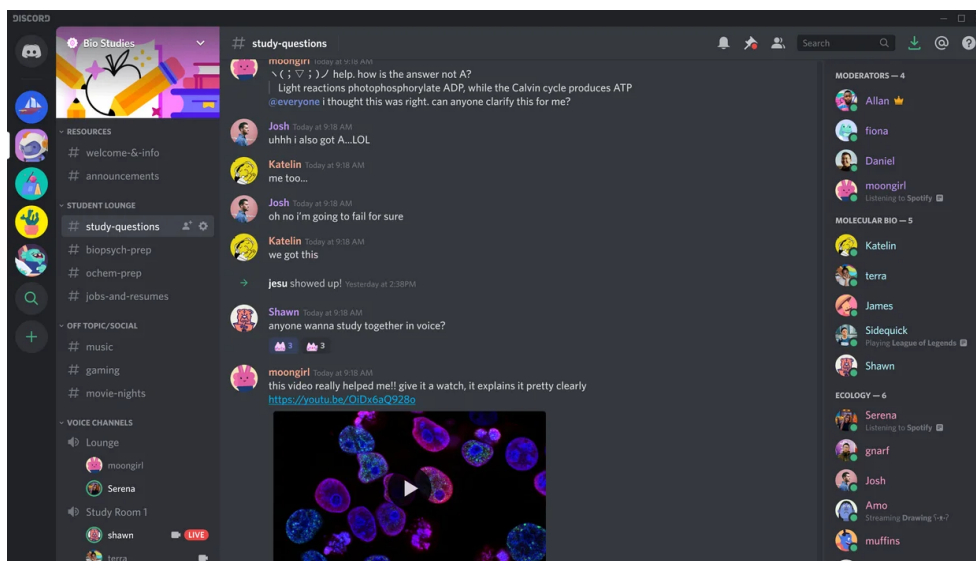 DISCORD
Bio Studies
RESOURCES
# welcome-&-info
# announcements
STUDENT LOUNGE
# study-questions
# biopsych-prep
# ochem-prep
# jobs-and-resumes
OFF TOPIC/SOCIAL
# music
# gaming
# movie-nights
VOICE CHANNELS
Lounge
moongirl
Serena
Study Room 1
shawn LIVE
terra
# study-questions
Search
moongirl Today at 9:18 AM
ヽ( ; ▽ ; )ノ help. how is the answer not A?
Light reactions photophosphorylate ADP, while the Calvin cycle produces ATP
@everyone i thought this was right. can anyone clarify this for me?
Josh Today at 9:18 AM
uhhh i also got A...LOL
Katelin Today at 9:18 AM
me too...
Josh Today at 9:18 AM
oh no i'm going to fail for sure
Katelin Today at 9:18 AM
we got this
jesu showed up! Yesterday at 2:38PM
Shawn Today at 9:18 AM
anyone wanna study together in voice?
3 3
moongirl Today at 9:18 AM
this video really helped me!! give it a watch, it explains it pretty clearly
https://youtu.be/OiDx6aQ928o
MODERATORS — 4
Allan
fiona
Daniel
moongirl
Listening to Spotify
MOLECULAR BIO — 5
Katelin
terra
James
Sidequick
Playing League of Legends
Shawn
ECOLOGY — 6
Serena
Listening to Spotify
gnarf
Josh
Amo
Streaming Drawing
muffins